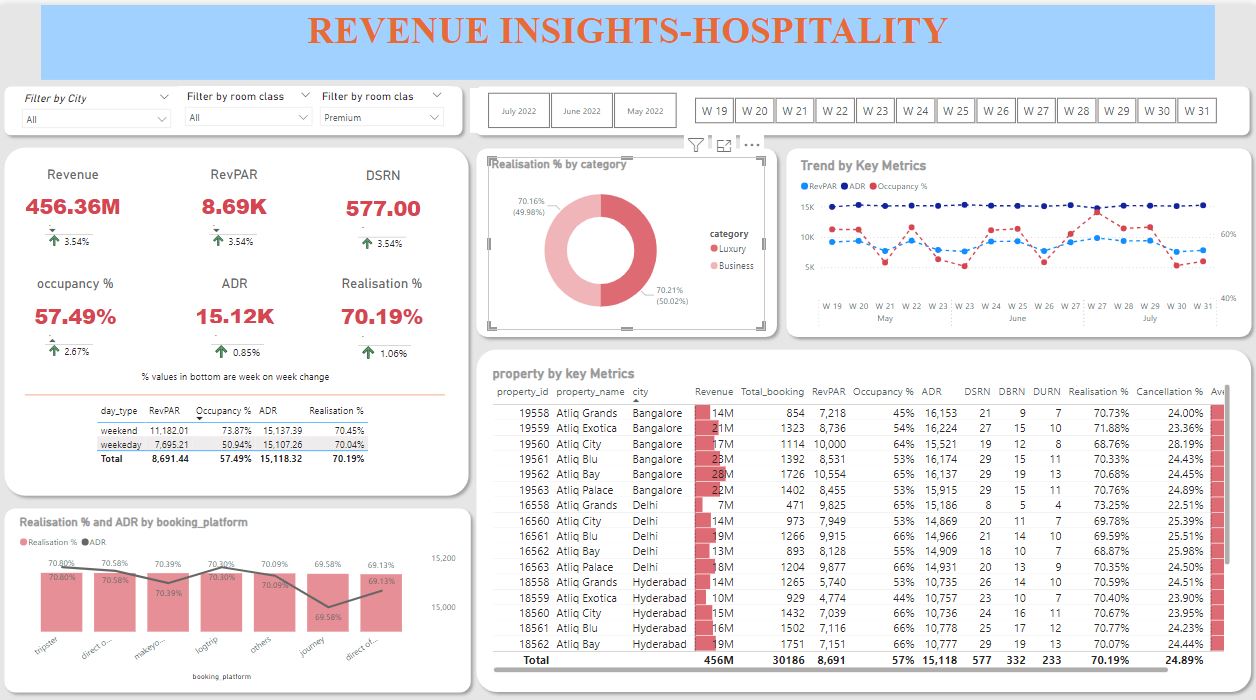 REVENUE INSIGHTS-HOSPITALITY
Filter by City
All
Filter by room class
All
Filter by room clas
Premium
July 2022 June 2022 May 2022
W 19 W 20 W 21 W 22 W 23 W 24 W 25 W 26 W 27 W 28 W 29 W 30 W 31
Revenue RevPAR DSRN
456.36M 8.69K 577.00
3.54% 3.54% 3.54%
occupancy % ADR Realisation %
57.49% 15.12K 70.19%
2.67% 0.85% 1.06%
% values in bottom are week on week change
day_type RevPAR Occupancy % ADR Realisation %
weekend 11,182.01 73.87% 15,137.39 70.45%
weekeday 7,695.21 50.94% 15,107.26 70.04%
Total 8,691.44 57.49% 15,118.32 70.19%
Realisation % by category
70.16%
(49.98%)
70.21%
(50.02%)
category
Luxury
Business
Trend by Key Metrics
RevPAR ADR Occupancy %
15K
10K
5K
60%
40%
W 19 W 20 W 21 W 22 W 23 W 23 W 24 W 25 W 26 W 27 W 27 W 28 W 29 W 30 W 31
May June July
Realisation % and ADR by booking_platform
Realisation % ADR
70.80% 70.58% 70.39% 70.30% 70.09% 69.58% 69.13%
70.80% 70.58% 70.39% 70.30% 70.09% 69.58% 69.13%
15,200
15,000
tripster direct o... makeyo... logtrip others journey direct of...
booking_platform
property by key Metrics
property_id property_name city Revenue Total_booking RevPAR Occupancy % ADR DSRN DBRN DURN Realisation % Cancellation % Ave
19558 Atliq Grands Bangalore 14M 854 7,218 45% 16,153 21 9 7 70.73% 24.00%
19559 Atliq Exotica Bangalore 21M 1323 8,736 54% 16,224 27 15 10 71.88% 23.36%
19560 Atliq City Bangalore 17M 1114 10,000 64% 15,521 19 12 8 68.76% 28.19%
19561 Atliq Blu Bangalore 23M 1392 8,531 53% 16,174 29 15 11 70.33% 24.43%
19562 Atliq Bay Bangalore 28M 1726 10,554 65% 16,137 29 19 13 70.68% 24.45%
19563 Atliq Palace Bangalore 22M 1402 8,455 53% 15,915 29 15 11 70.76% 24.89%
16558 Atliq Grands Delhi 7M 471 9,825 65% 15,186 8 5 4 73.25% 22.51%
16560 Atliq City Delhi 14M 973 7,949 53% 14,869 20 11 7 69.78% 25.39%
16561 Atliq Blu Delhi 19M 1266 9,915 66% 14,966 21 14 10 69.59% 25.51%
16562 Atliq Bay Delhi 13M 893 8,128 55% 14,909 18 10 7 68.87% 25.98%
16563 Atliq Palace Delhi 18M 1204 9,877 66% 14,931 20 13 9 70.35% 24.50%
18558 Atliq Grands Hyderabad 14M 1265 5,740 53% 10,735 26 14 10 70.59% 24.51%
18559 Atliq Exotica Hyderabad 10M 929 4,774 44% 10,757 23 10 7 70.40% 23.90%
18560 Atliq City Hyderabad 15M 1432 7,039 66% 10,736 24 16 11 70.67% 23.95%
18561 Atliq Blu Hyderabad 16M 1502 7,116 66% 10,778 25 17 12 70.77% 24.23%
18562 Atliq Bay Hyderabad 19M 1751 7,151 66% 10,777 29 19 13 70.07% 24.44%
Total 456M 30186 8,691 57% 15,118 577 332 233 70.19% 24.89%